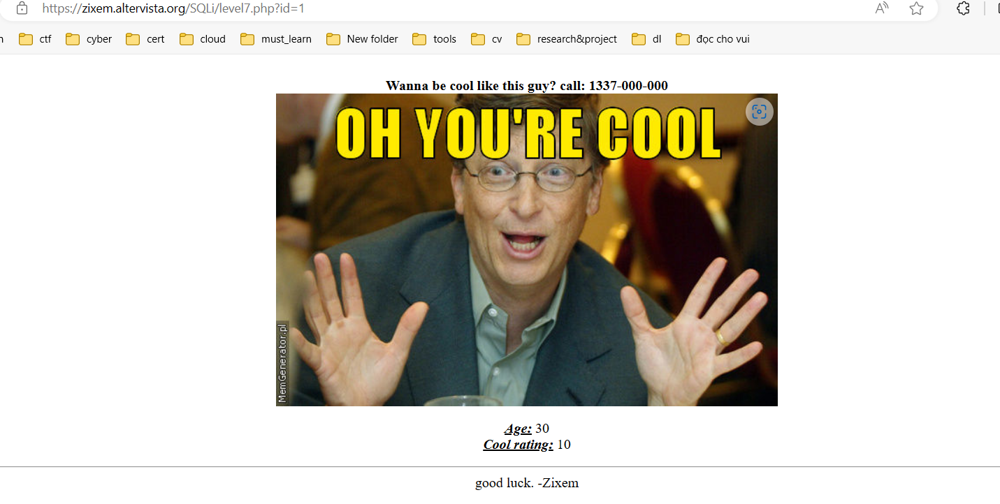 https://zixem.altervista.org/SQLi/level7.php?id=1
ctf cyber cert cloud must_learn New folder tools cv research&project dl đọc cho vui
Wanna be cool like this guy? call: 1337-000-000
OH YOU'RE COOL
MemGenerator.pl
Age: 30
Cool rating: 10
good luck. -Zixem